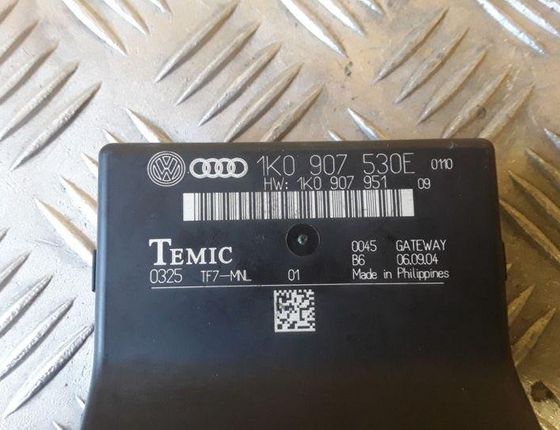 1K0 907 530E 0110
HW: 1K0 907 951 09
TEMIC 0045 GATEWAY
B6 06.09.04
0325 TF7-MNL 01 Made in Philippines